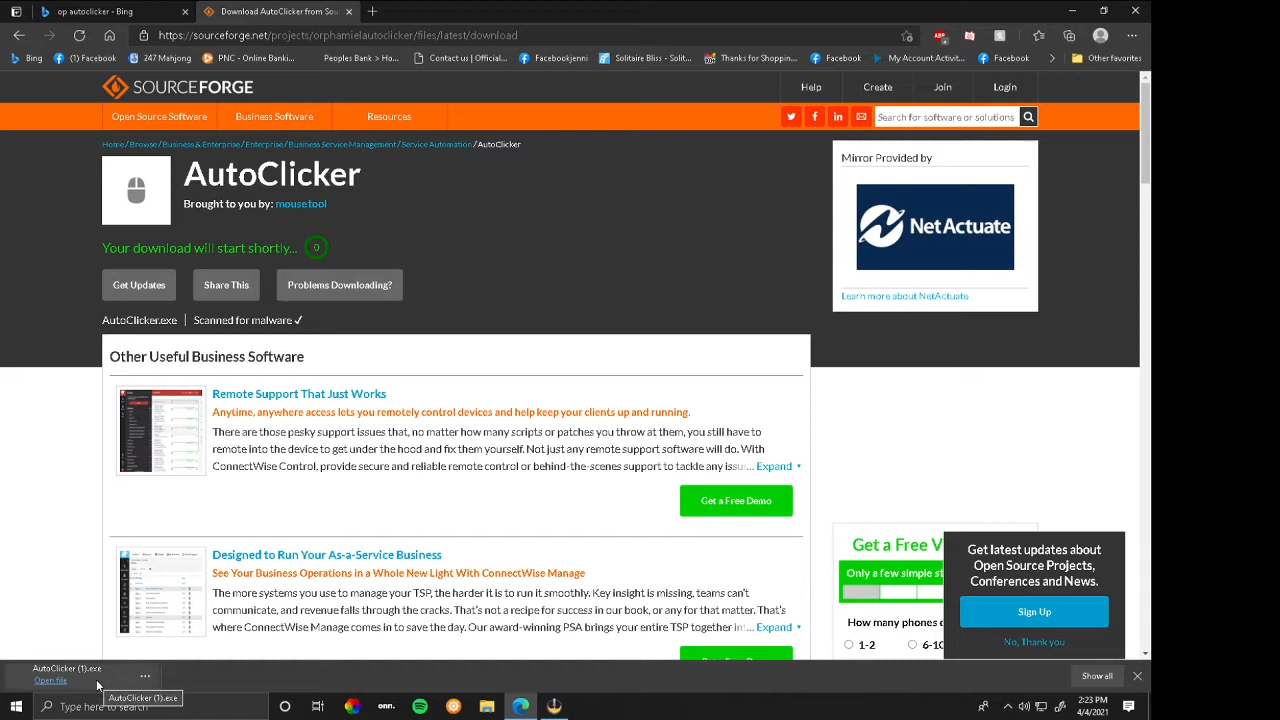 op autoclicker - Bing
Download AutoClicker from Sou
https://sourceforge.net/projects/orphamielautoclicker/files/latest/download
Bing
(1) Facebook
247 Mahjong
PNC - Online Banki...
Peoples Bank > Ho...
Contact us | Official...
Facebookjenni
Solitaire Bliss - Solit...
Thanks for Shoppin...
Facebook
My Account Activit...
Facebook
Other favorites
SOURCEFORGE
Help
Create
Join
Login
Open Source Software
Business Software
Resources
Search for software or solutions
Home / Browse / Business & Enterprise / Enterprise / Business Service Management / Service Automation / AutoClicker
AutoClicker
Brought to you by: mousetool
Your download will start shortly... 0
Get Updates
Share This
Problems Downloading?
AutoClicker.exe | Scanned for malware ✓
Mirror Provided by
NetActuate
Learn more about NetActuate
Other Useful Business Software
Remote Support That Just Works
Anytime, anywhere access lets you remotely control devices and help keep your clients up and running.
There are those pesky support issues that no matter how many scripts or patches you throw at them, you still have to
remote into the device to get under the hood and fix them yourself. Not just any remote support software will do. With
ConnectWise Control, provide secure and reliable remote control or behind-the-scenes support to tackle any issu... Expand
Get a Free Demo
Designed to Run Your As-a-Service Business
See Your Business Operations in a Whole New Light With ConnectWise Manage
The more systems you use to manage your TSP, the harder it is to run it smoothly. Key insight is missing, teams can't
communicate, and revenue falls through the cracks. That's not a recipe for success in our book, or any for that matter. That's
where ConnectWise Manage comes in to save the day. Our award-winning PSA brings your entire TSP together int... Expand
Get a Free V
Only a few simple st
How many phones
1-2
6-10
Get latest updates about
Open Source Projects,
Conferences and News.
Sign Up
No, Thank you
AutoClicker (1).exe
Open file
AutoClicker (1).exe
Show all
Type here to search
onn.
2:23 PM
4/4/2021